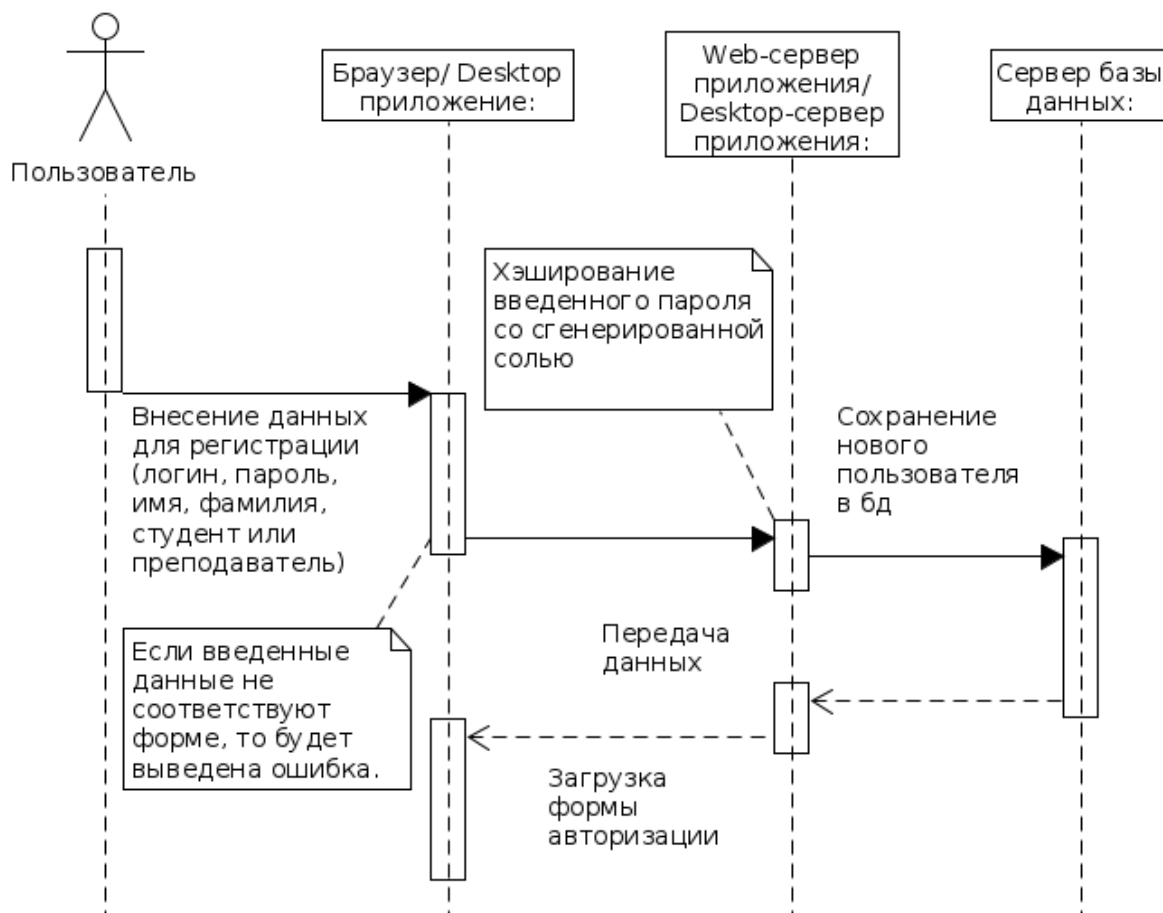 Пользователь
Браузер/ Desktop
приложение:
Web-сервер
приложения/
Desktop-сервер
приложения:
Сервер базы
данных:
Хэширование
введенного пароля
со сгенерированной
солью
Внесение данных
для регистрации
(логин, пароль,
имя, фамилия,
студент или
преподаватель)
Сохранение
нового
пользователя
в бд
Если введенные
данные не
соответствуют
форме, то будет
выведена ошибка.
Передача
данных
Загрузка
формы
авторизации